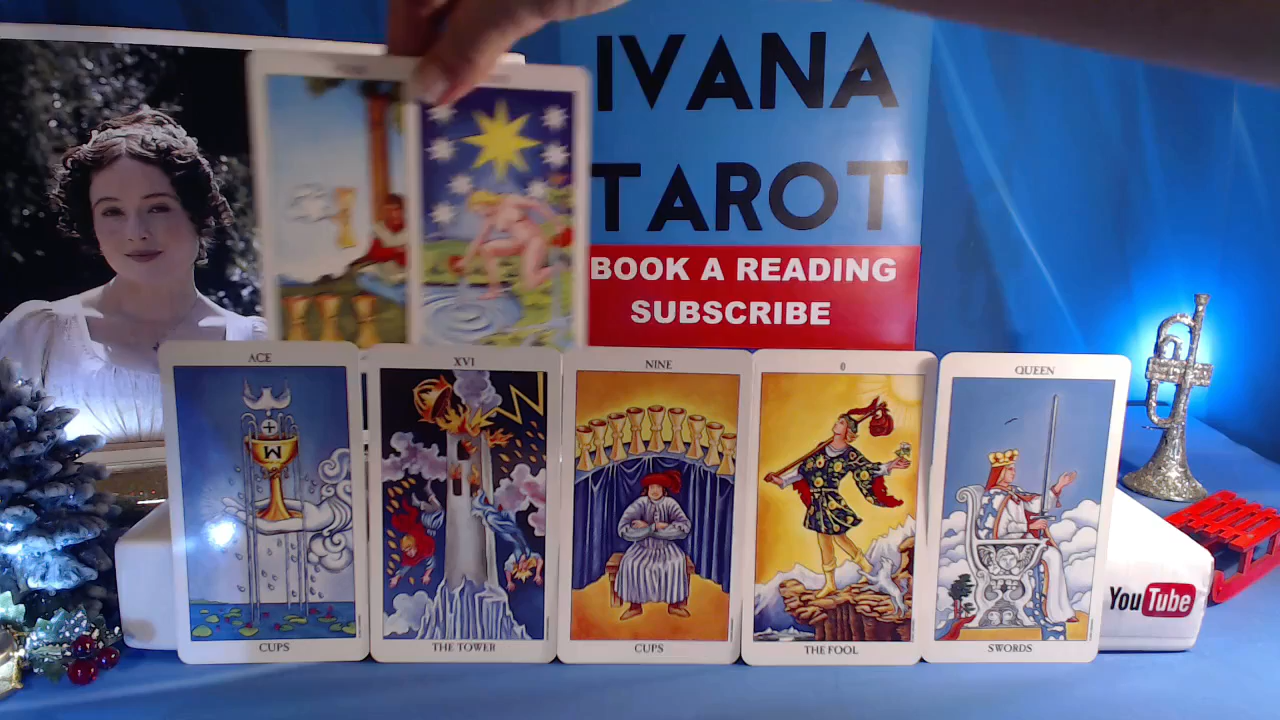 IVANA
TAROT
BOOK A READING
SUBSCRIBE
ACE
XVI
NINE
0
QUEEN
CUPS
THE TOWER
CUPS
THE FOOL
SWORDS
YouTube